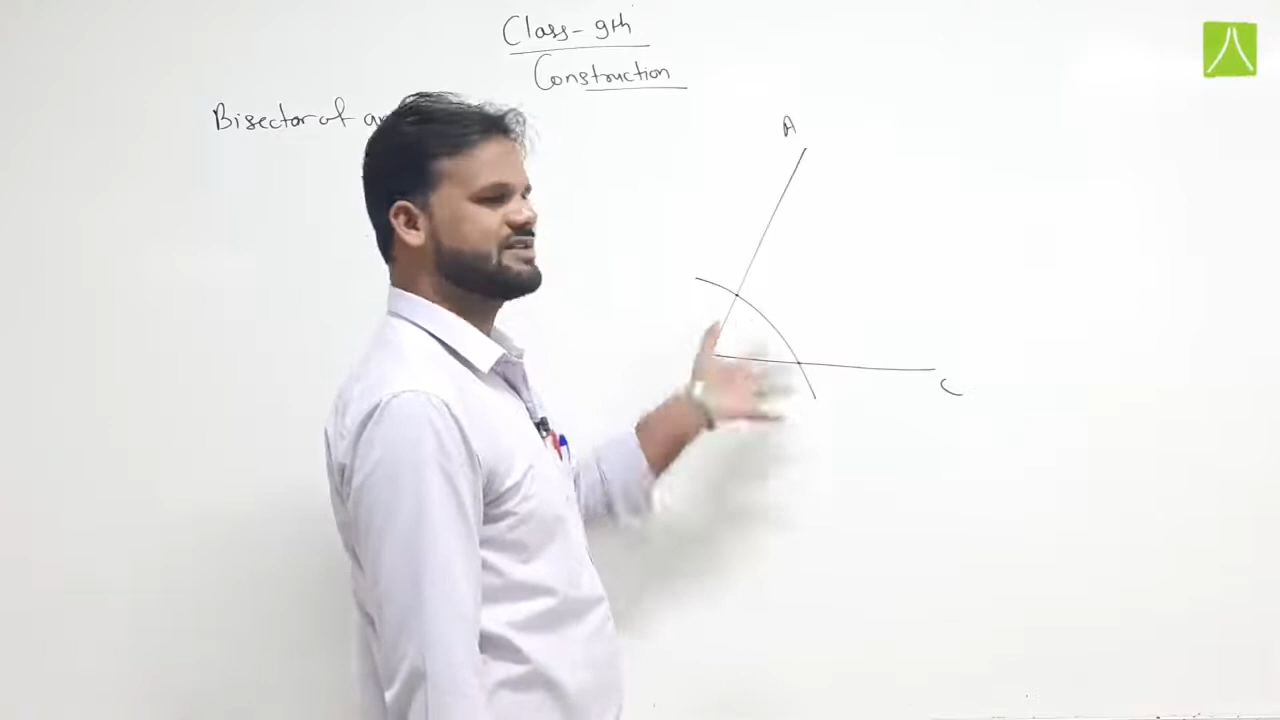 Class - 9th
Construction
Bisector of
A
C